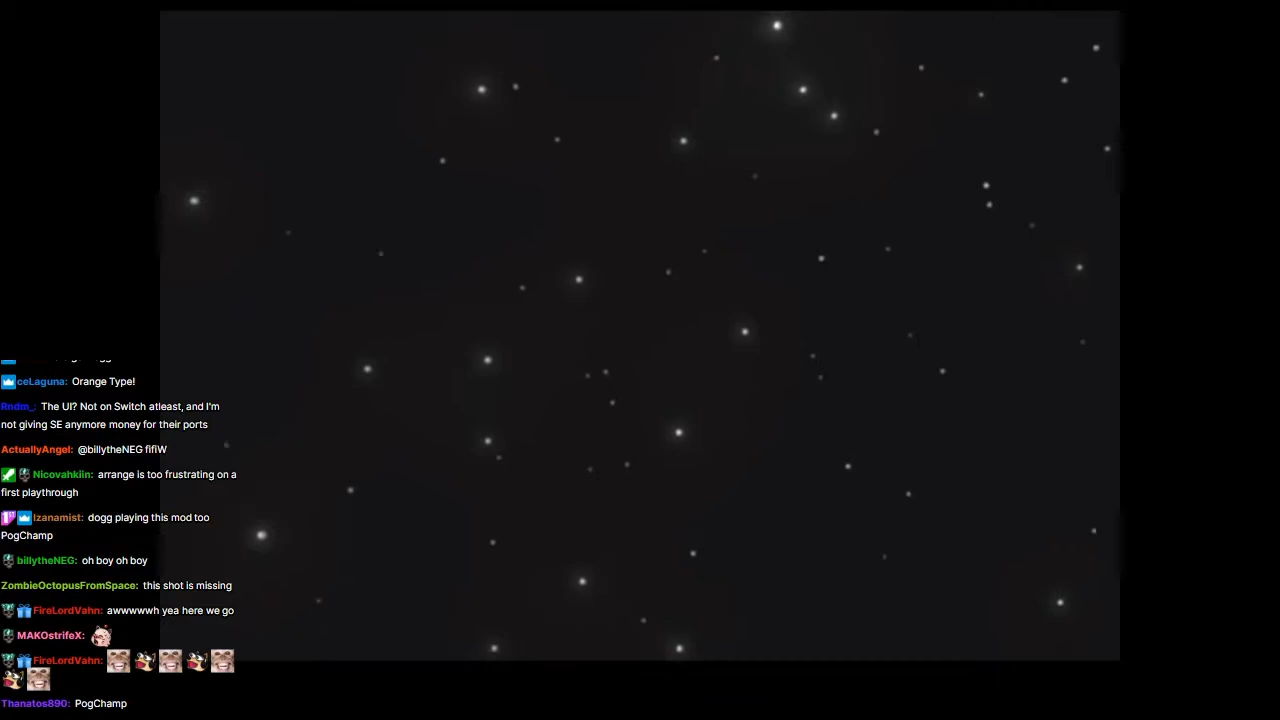 ceLaguna: Orange Type!
Rndm_: The UI? Not on Switch atleast, and I'm
not giving SE anymore money for their ports
ActuallyAngel: @billytheNEG fifiW
Nicovahkiin: arrange is too frustrating on a
first playthrough
Izanamist: dogg playing this mod too
PogChamp
billytheNEG: oh boy oh boy
ZombieOctopusFromSpace: this shot is missing
FireLordVahn: awwwwwh yea here we go
MAKOstrifeX:
FireLordVahn:
Thanatos890: PogChamp